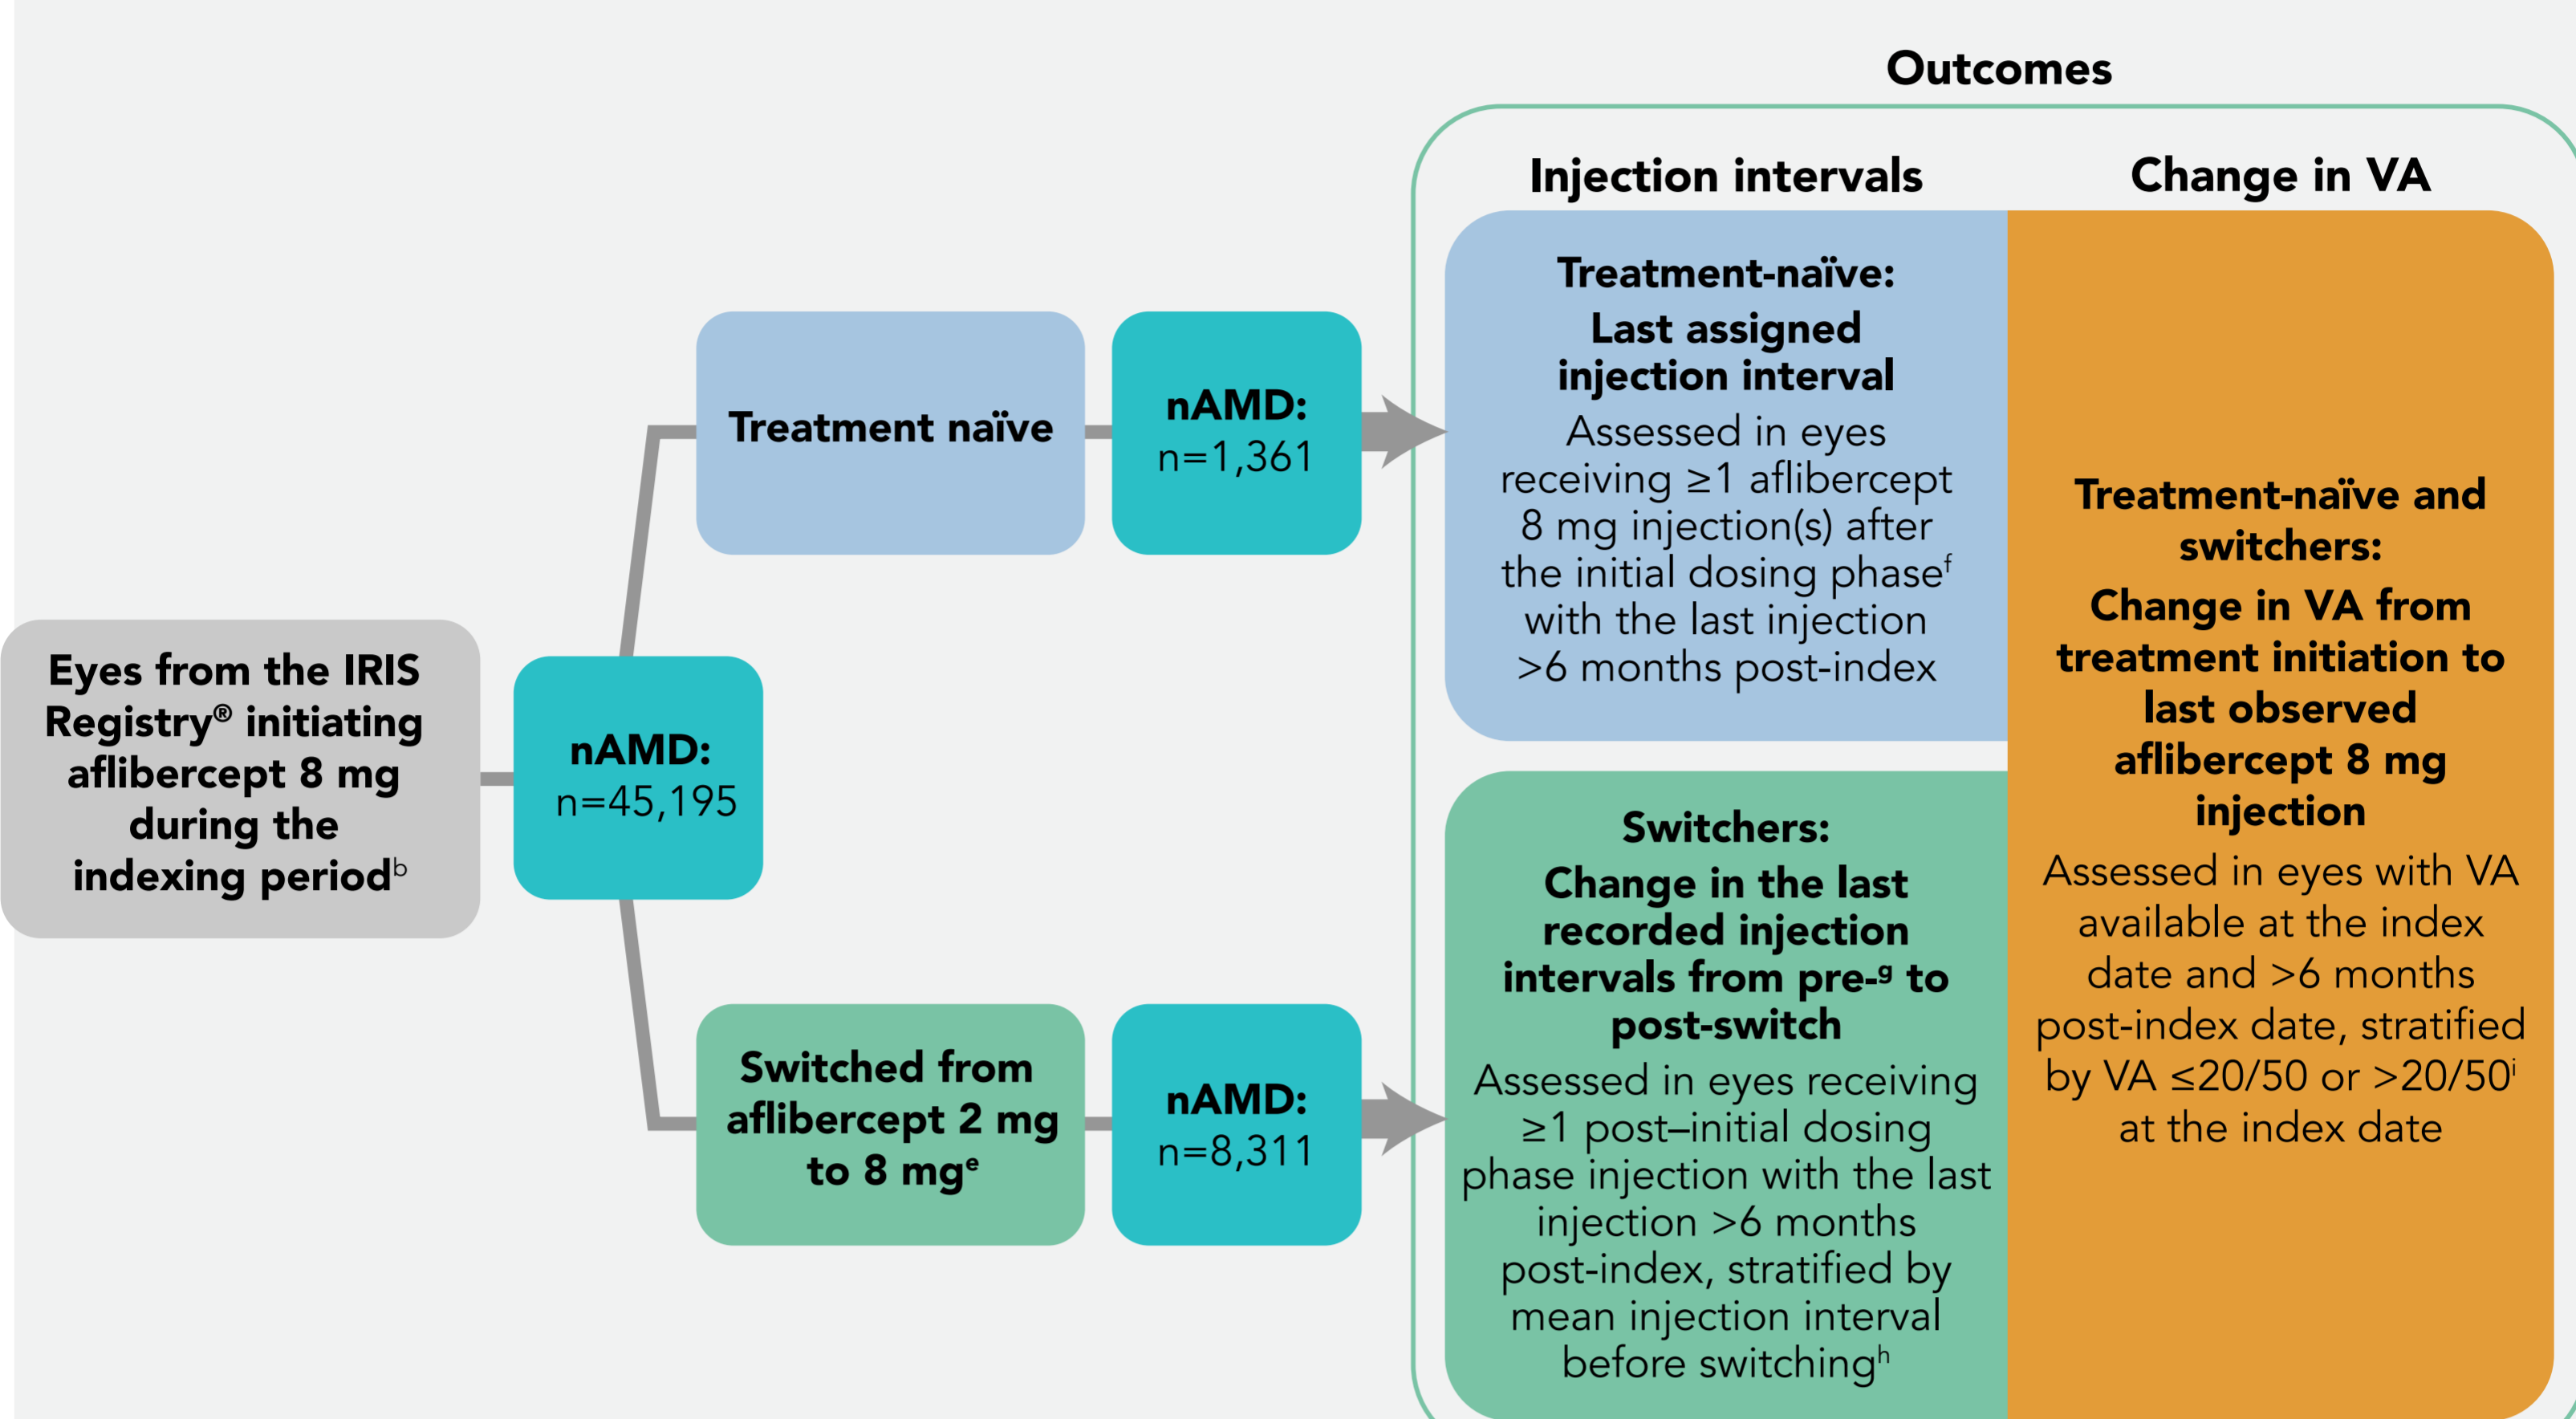 Outcomes
Injection intervals
Change in VA
Eyes from the IRIS
Registry® initiating
aflibercept 8 mg
during the
indexing periodᵇ
nAMD:
n=45,195
Treatment naïve
nAMD:
n=1,361
Switched from
aflibercept 2 mg
to 8 mgᵉ
nAMD:
n=8,311
Treatment-naïve:
Last assigned
injection interval
Assessed in eyes
receiving ≥1 aflibercept
8 mg injection(s) after
the initial dosing phaseᶠ
with the last injection
>6 months post-index
Switchers:
Change in the last
recorded injection
intervals from pre-ᵍ to
post-switch
Assessed in eyes receiving
≥1 post–initial dosing
phase injection with the last
injection >6 months
post-index, stratified by
mean injection interval
before switchingʰ
Treatment-naïve and
switchers:
Change in VA from
treatment initiation to
last observed
aflibercept 8 mg
injection
Assessed in eyes with VA
available at the index
date and >6 months
post-index date, stratified
by VA ≤20/50 or >20/50ⁱ
at the index date